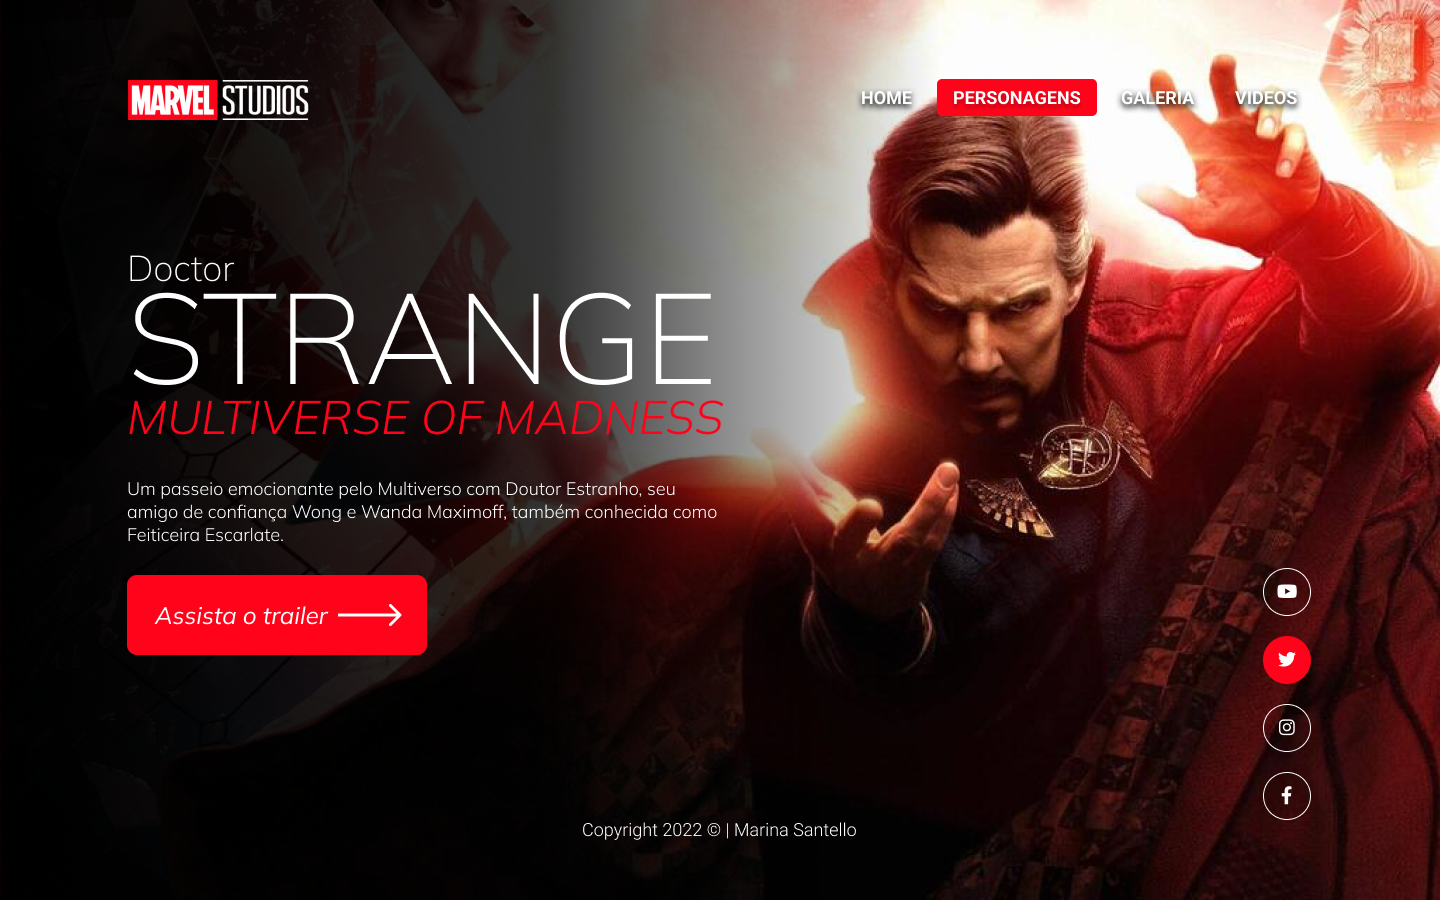 MARVEL STUDIOS
HOME PERSONAGENS GALERIA VIDEOS
Doctor
STRANGE
MULTIVERSE OF MADNESS
Um passeio emocionante pelo Multiverso com Doutor Estranho, seu
amigo de confiança Wong e Wanda Maximoff, também conhecida como
Feiticeira Escarlate.
Assista o trailer
Copyright 2022 © | Marina Santello